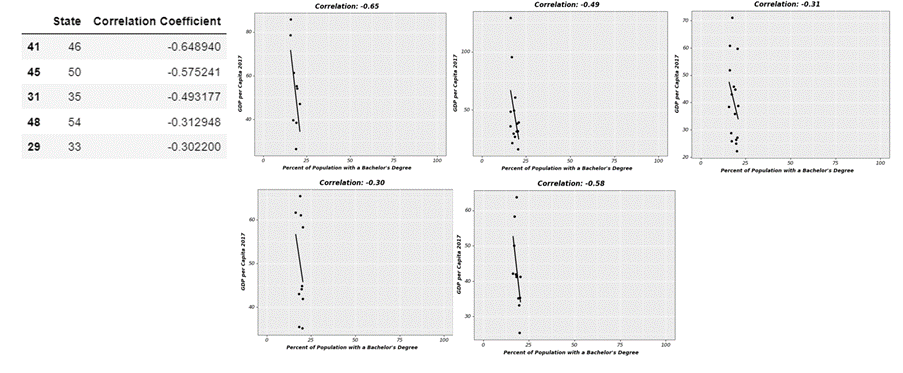 State Correlation Coefficient
41 46 -0.648940
45 50 -0.575241
31 35 -0.493177
48 54 -0.312948
29 33 -0.302200
Correlation: -0.65
GDP per Capita 2017
80
60
40
0 25 50 75 100
Percent of Population with a Bachelor's Degree
Correlation: -0.49
GDP per Capita 2017
100
50
0 25 50 75 100
Percent of Population with a Bachelor's Degree
Correlation: -0.31
GDP per Capita 2017
70
60
50
40
30
20
0 25 50 75 100
Percent of Population with a Bachelor's Degree
Correlation: -0.30
GDP per Capita 2017
60
50
40
0 25 50 75 100
Percent of Population with a Bachelor's Degree
Correlation: -0.58
GDP per Capita 2017
60
50
40
30
0 25 50 75 100
Percent of Population with a Bachelor's Degree